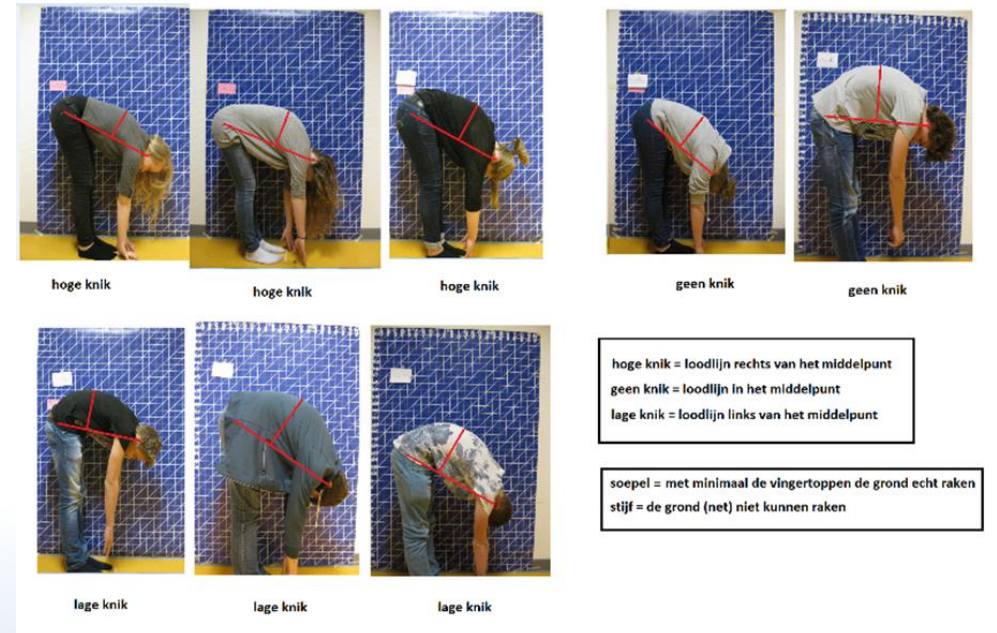 hoge knik
hoge knik
hoge knik
geen knik
geen knik
hoge knik = loodlijn rechts van het middelpunt
geen knik = loodlijn in het middelpunt
lage knik = loodlijn links van het middelpunt
soepel = met minimaal de vingertoppen de grond echt raken
stijf = de grond (net) niet kunnen raken
lage knik
lage knik
lage knik